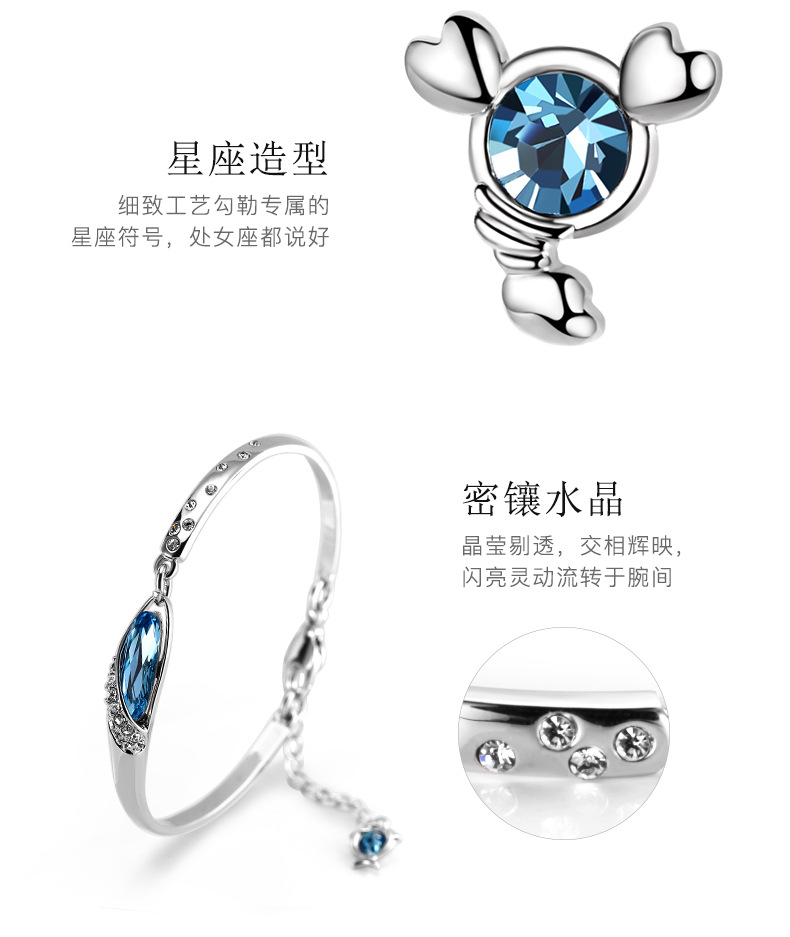 星座造型
细致工艺勾勒专属的
星座符号，处女座都说好
密镶水晶
晶莹剔透，交相辉映，
闪亮灵动流转于腕间